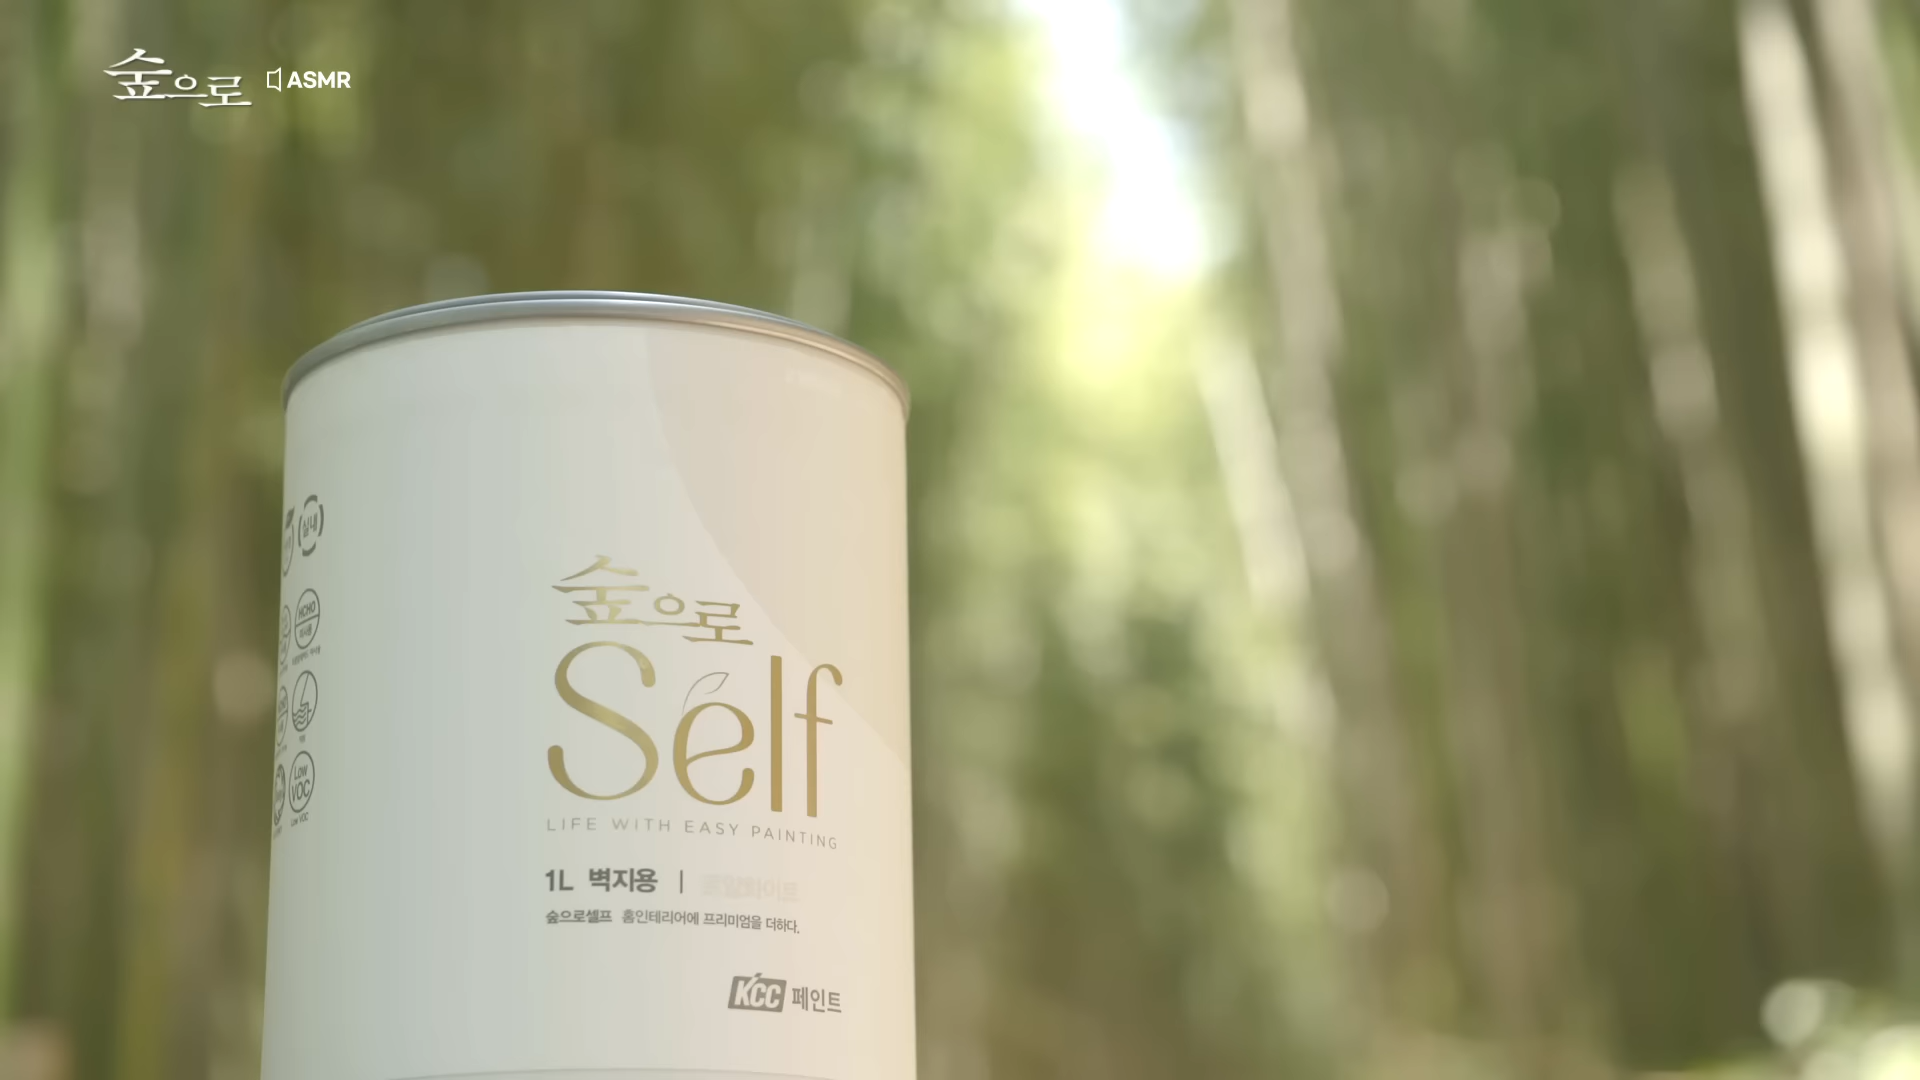 숲으로 ASMR
실내
HCHO
Low
VOC
Low VOC
숲으로
Self
LIFE WITH EASY PAINTING
1L 벽지용 |
숲으로셀프 홈인테리어에 프리미엄을 더하다.
KCC 페인트